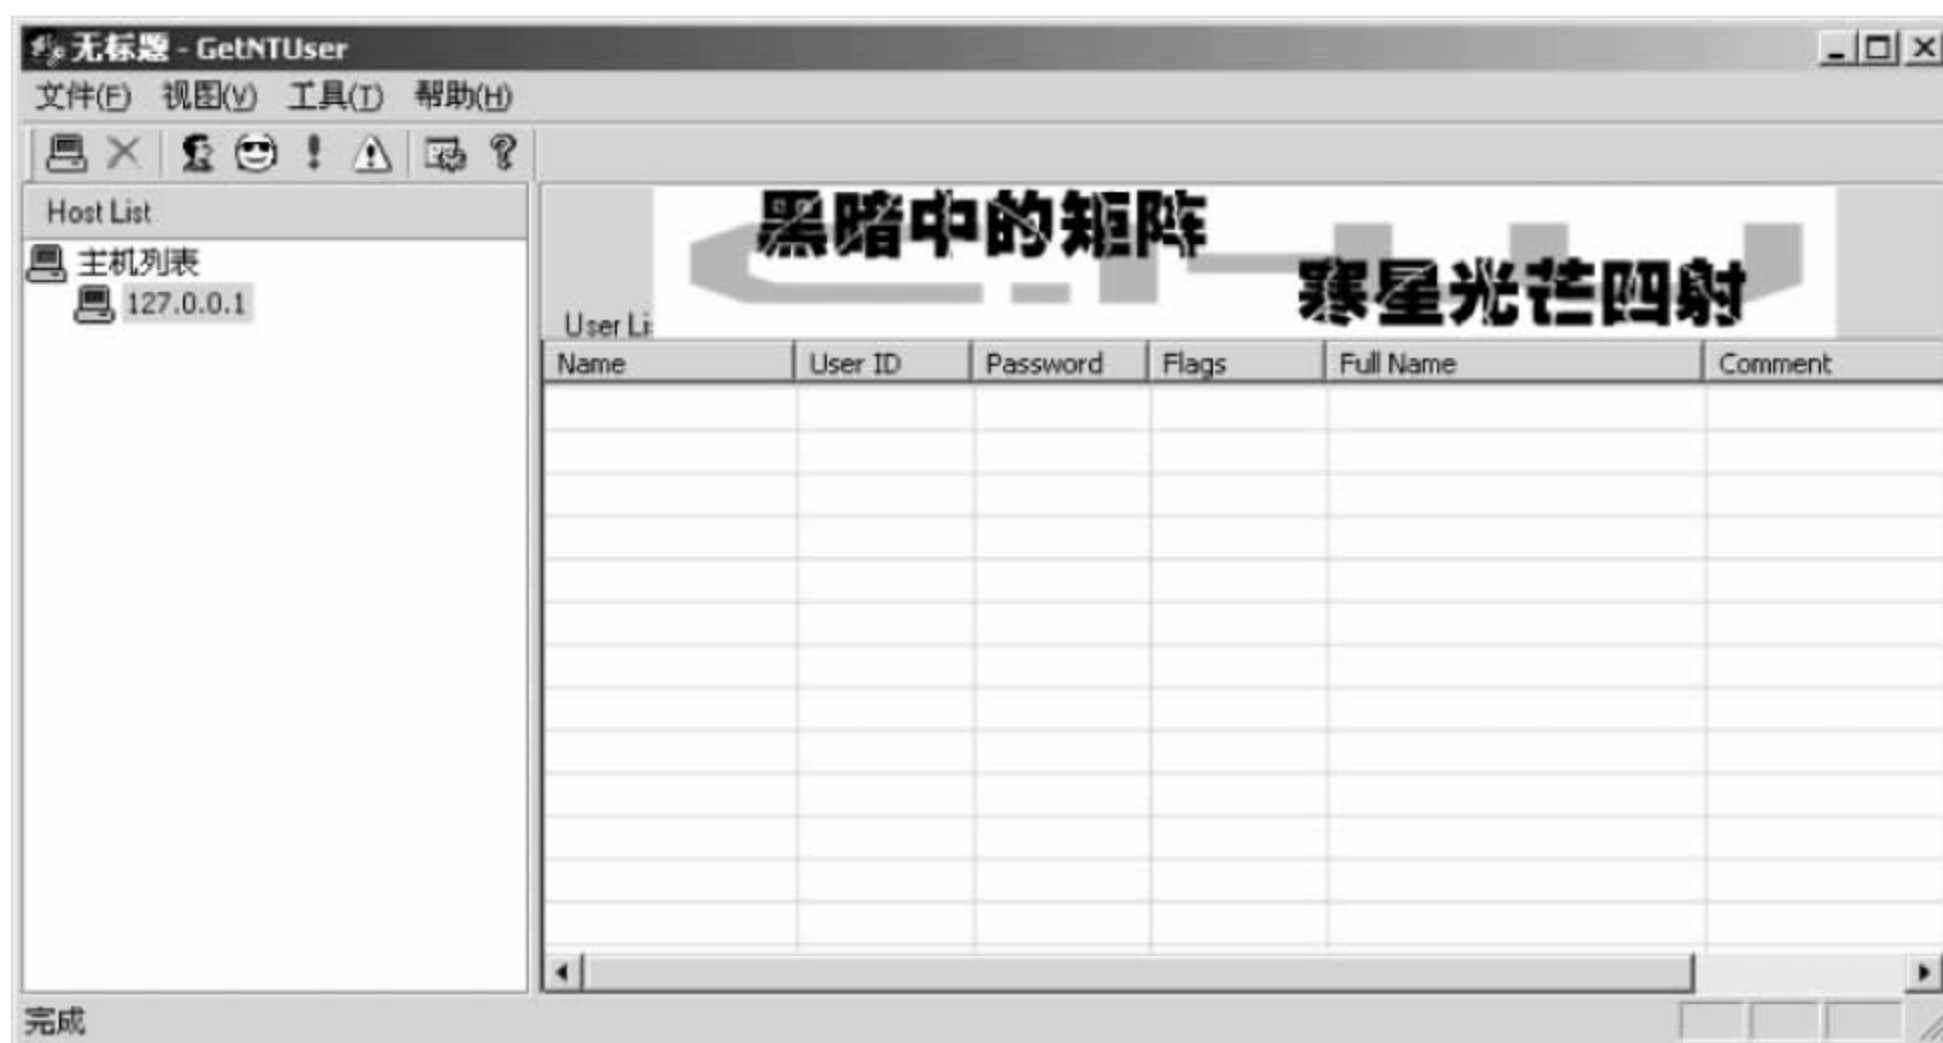 无标题 - GetNTUser
文件(F) 视图(V) 工具(T) 帮助(H)
Host List
主机列表
127.0.0.1
黑暗中的矩阵
寒星光芒四射
User Li
Name User ID Password Flags Full Name Comment
完成